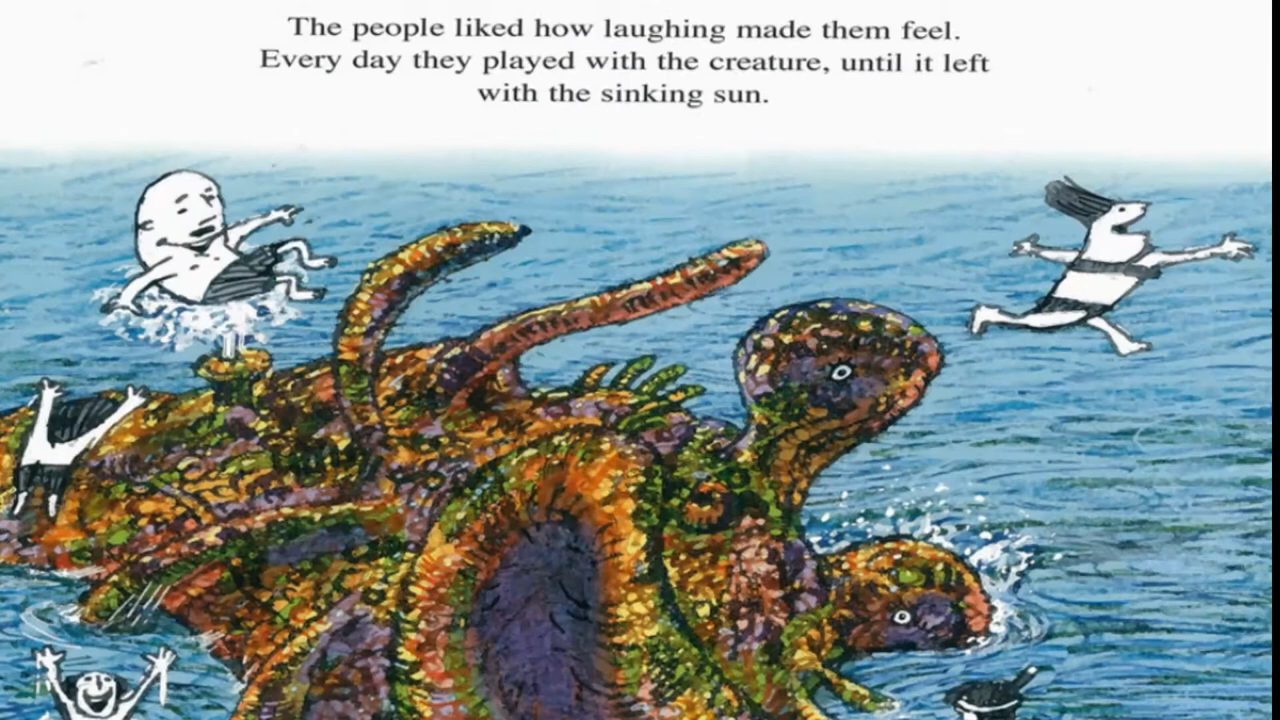 The people liked how laughing made them feel.
Every day they played with the creature, until it left
with the sinking sun.